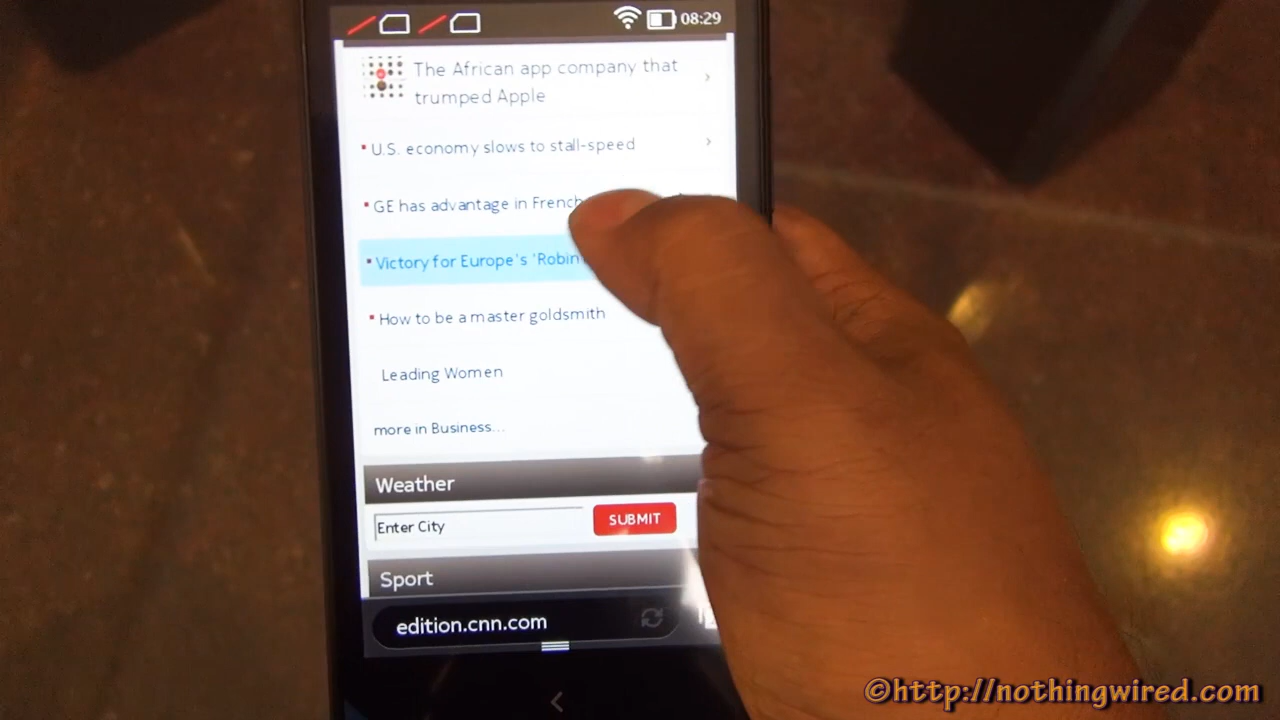 08:29
The African app company that
trumped Apple
U.S. economy slows to stall-speed
GE has advantage in French
Victory for Europe's 'Robin
How to be a master goldsmith
Leading Women
more in Business...
Weather
Enter City
SUBMIT
Sport
edition.cnn.com
©http://nothingwired.com